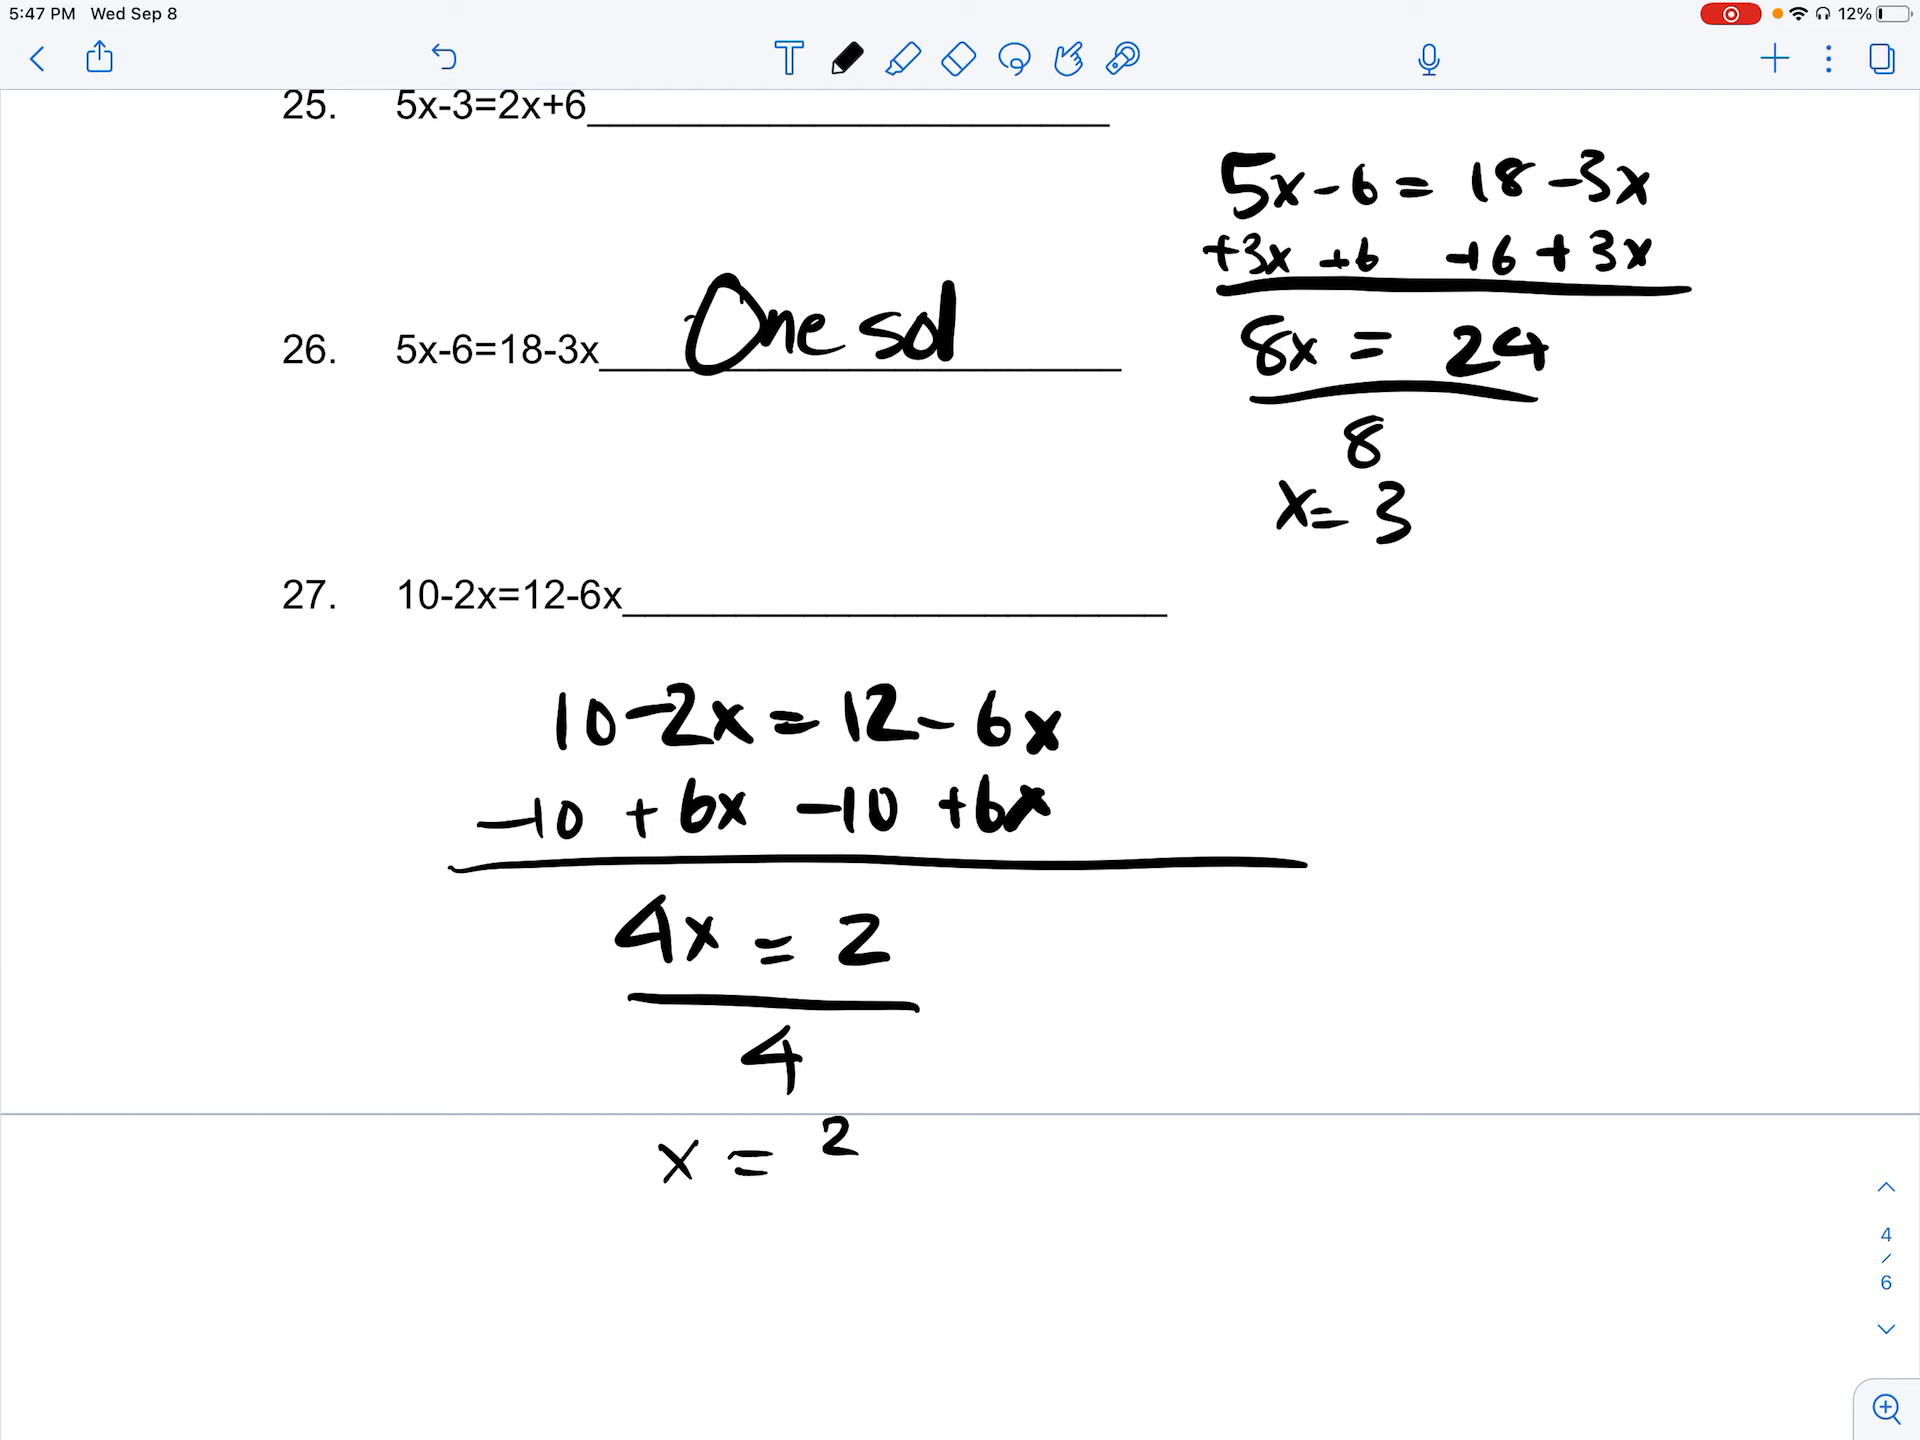 5:47 PM Wed Sep 8 12%
25. 5x-3=2x+6
5x-6=18-3x
+3x +6 +6+3x
26. 5x-6=18-3x One sol
8x = 24
8
x=3
27. 10-2x=12-6x
10-2x=12-6x
-10 +6x -10 +6x
4x = 2
4
x = 2
4
/
6